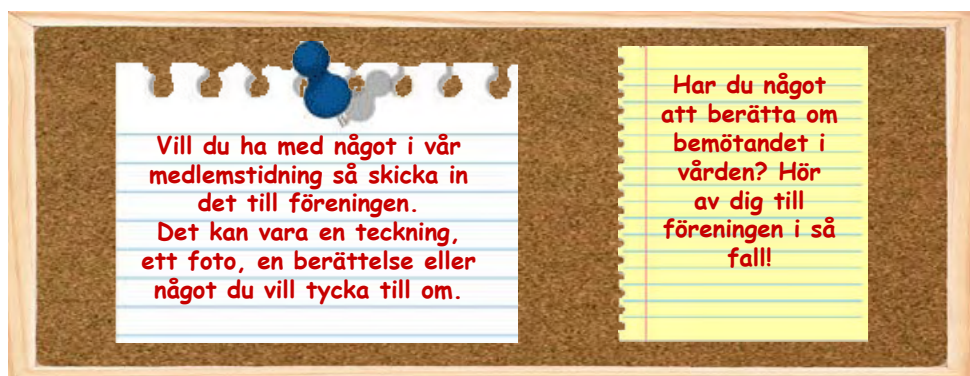 Vill du ha med något i vår
medlemstidning så skicka in
det till föreningen.
Det kan vara en teckning,
ett foto, en berättelse eller
något du vill tycka till om.
Har du något
att berätta om
bemötandet i
vården? Hör
av dig till
föreningen i så
fall!